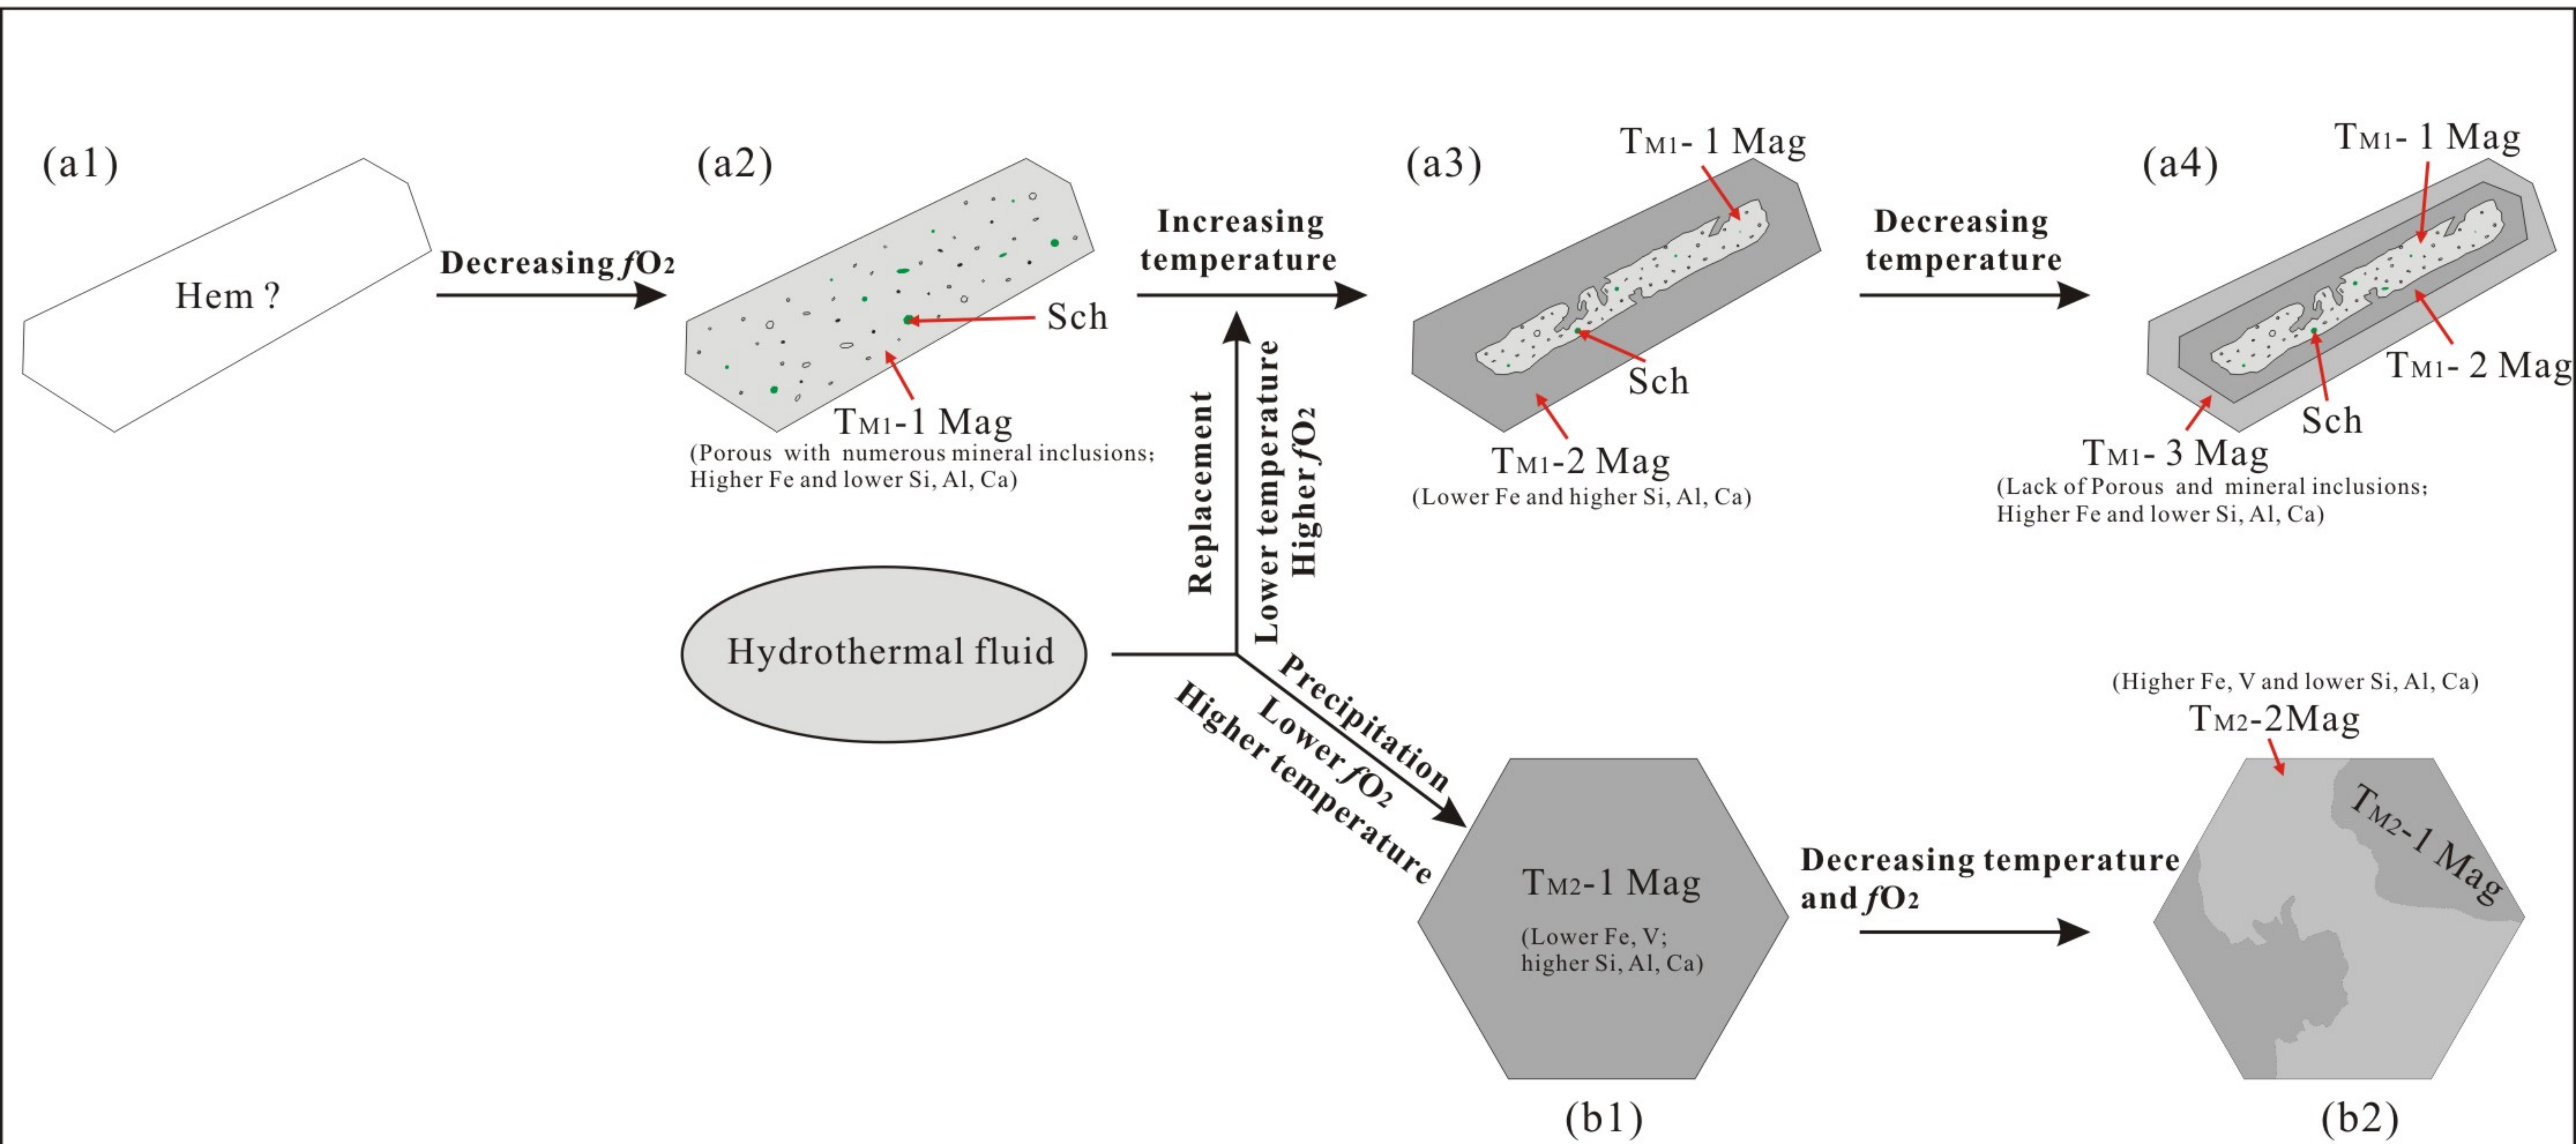 (a1)
Hem ?
Decreasing fO2
(a2)
Sch
TM1-1 Mag
(Porous with numerous mineral inclusions;
Higher Fe and lower Si, Al, Ca)
Increasing
temperature
Replacement
Lower temperature
Higher fO2
(a3)
TM1- 1 Mag
Sch
TM1-2 Mag
(Lower Fe and higher Si, Al, Ca)
Decreasing
temperature
(a4)
TM1- 1 Mag
TM1- 2 Mag
Sch
TM1- 3 Mag
(Lack of Porous and mineral inclusions;
Higher Fe and lower Si, Al, Ca)
Hydrothermal fluid
Precipitation
Lower fO2
Higher temperature
TM2-1 Mag
(Lower Fe, V;
higher Si, Al, Ca)
(b1)
Decreasing temperature
and fO2
(Higher Fe, V and lower Si, Al, Ca)
TM2-2Mag
TM2- 1 Mag
(b2)